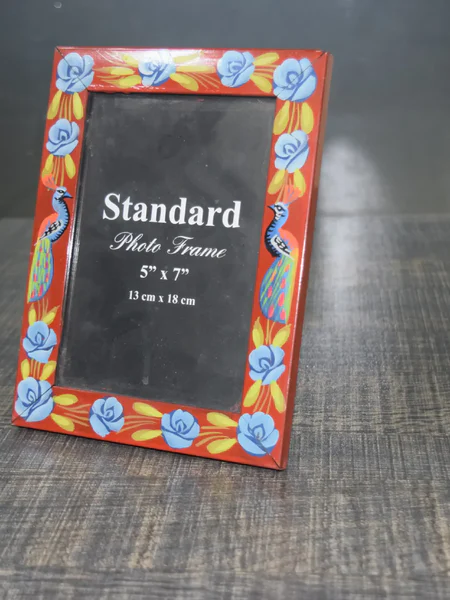 Standard
Photo Frame
5” x 7”
13 cm x 18 cm